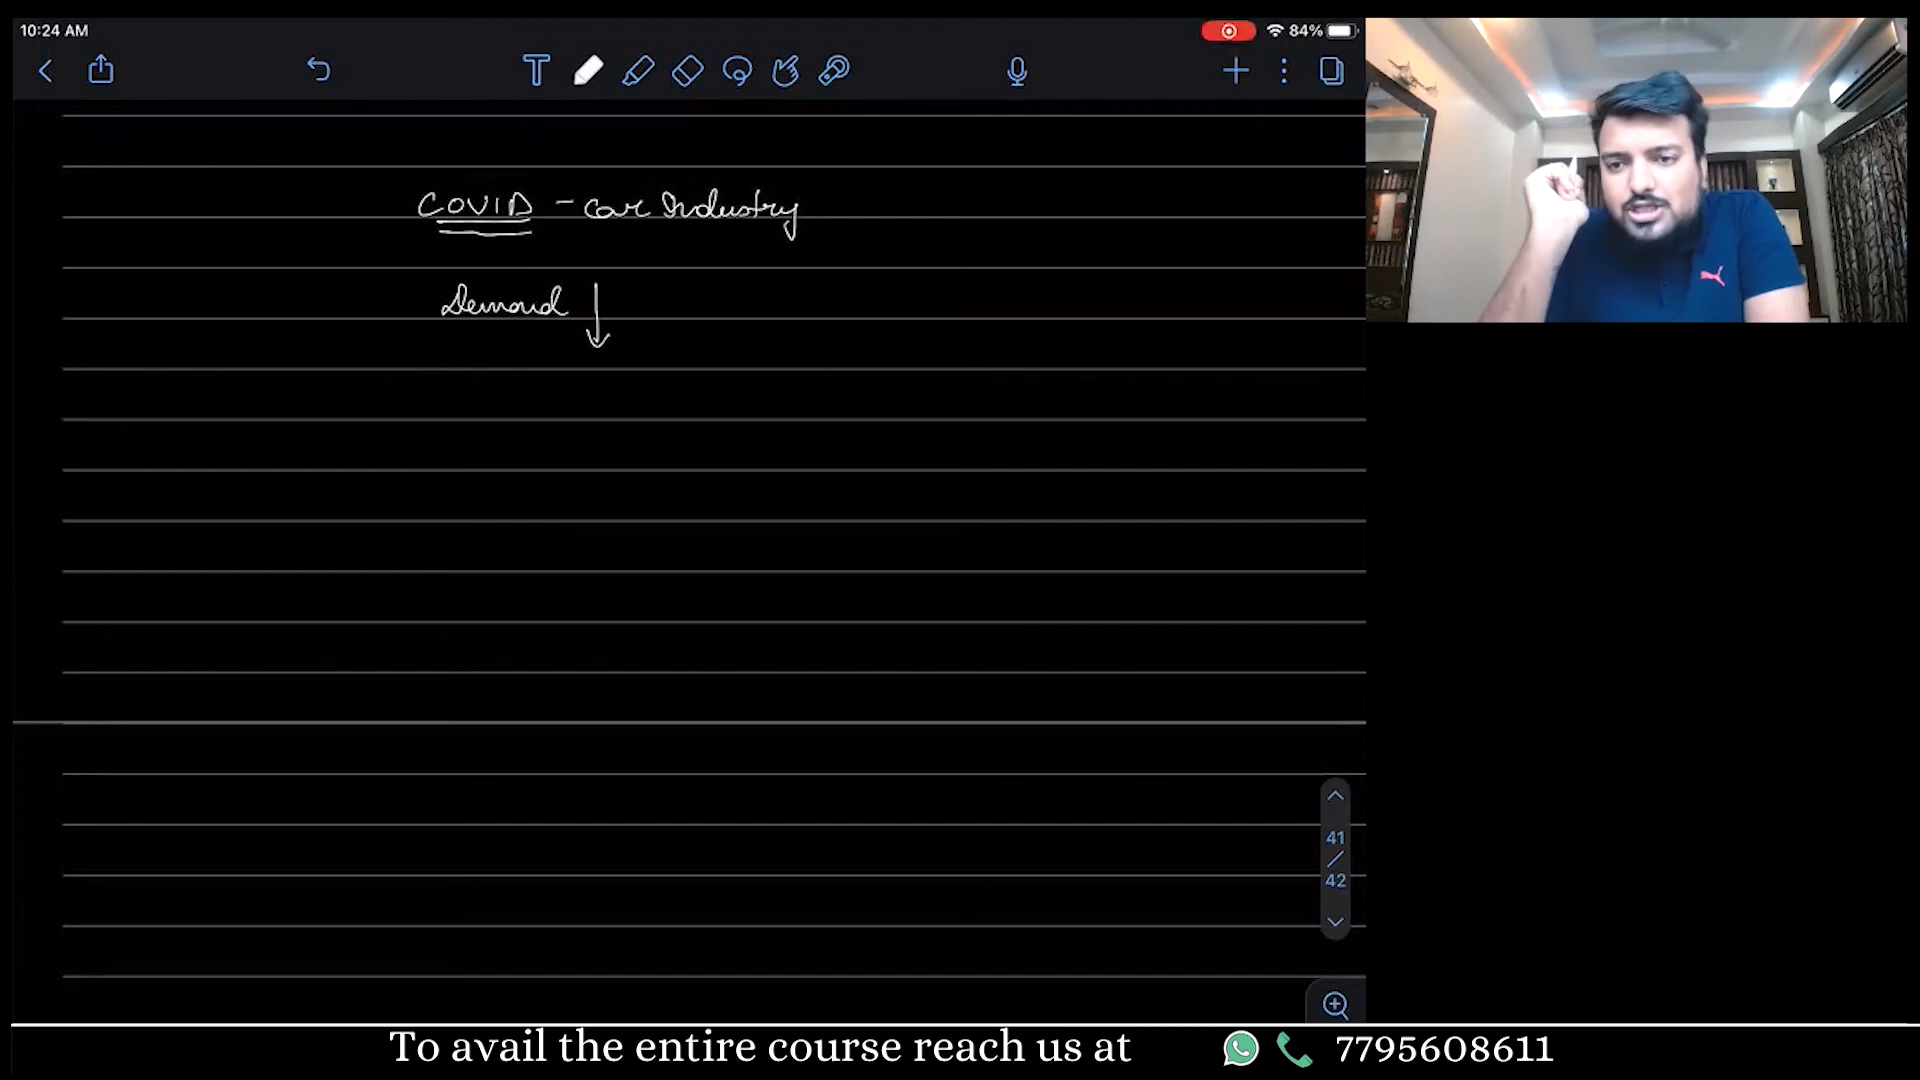 10:24 AM
84%
COVID - car Industry
Demand ↓
41
/
42
To avail the entire course reach us at 7795608611